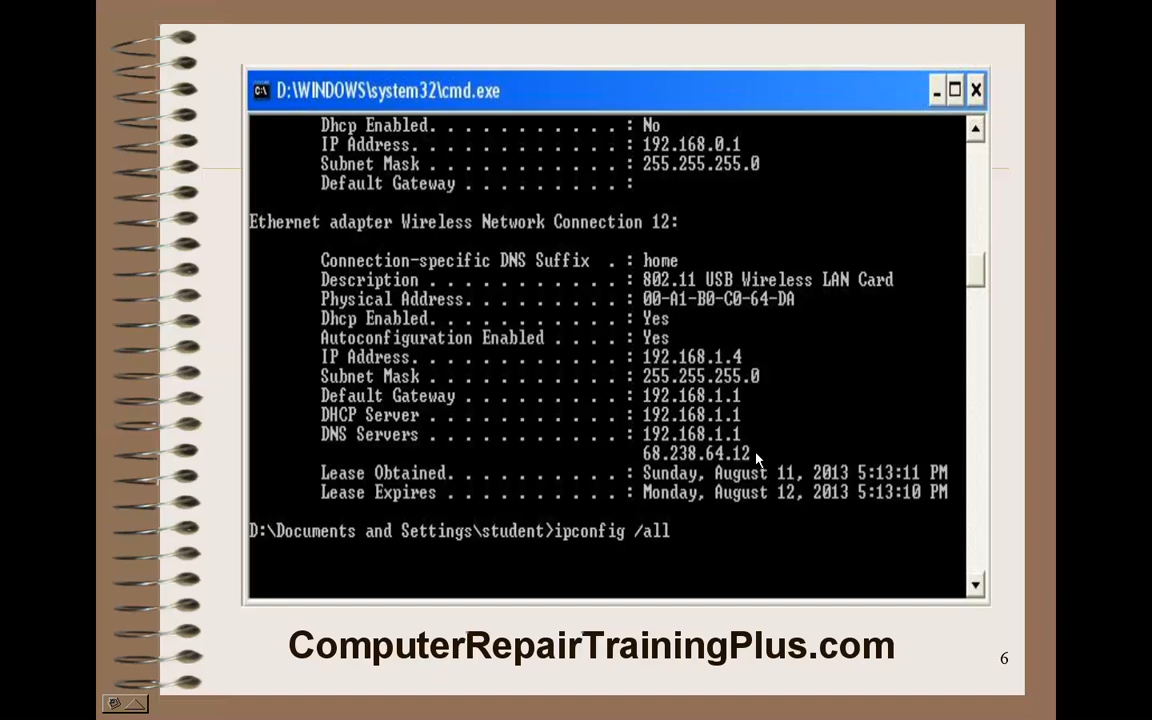 D:\WINDOWS\system32\cmd.exe
Dhcp Enabled. . . . . . . . . . . : No
IP Address. . . . . . . . . . . . : 192.168.0.1
Subnet Mask . . . . . . . . . . . : 255.255.255.0
Default Gateway . . . . . . . . . :
Ethernet adapter Wireless Network Connection 12:
Connection-specific DNS Suffix  . : home
Description . . . . . . . . . . . : 802.11 USB Wireless LAN Card
Physical Address. . . . . . . . . : 00-A1-B0-C0-64-DA
Dhcp Enabled. . . . . . . . . . . : Yes
Autoconfiguration Enabled . . . . : Yes
IP Address. . . . . . . . . . . . : 192.168.1.4
Subnet Mask . . . . . . . . . . . : 255.255.255.0
Default Gateway . . . . . . . . . : 192.168.1.1
DHCP Server . . . . . . . . . . . : 192.168.1.1
DNS Servers . . . . . . . . . . . : 192.168.1.1
68.238.64.12
Lease Obtained. . . . . . . . . . : Sunday, August 11, 2013 5:13:11 PM
Lease Expires . . . . . . . . . . : Monday, August 12, 2013 5:13:10 PM
D:\Documents and Settings\student>ipconfig /all
ComputerRepairTrainingPlus.com
6